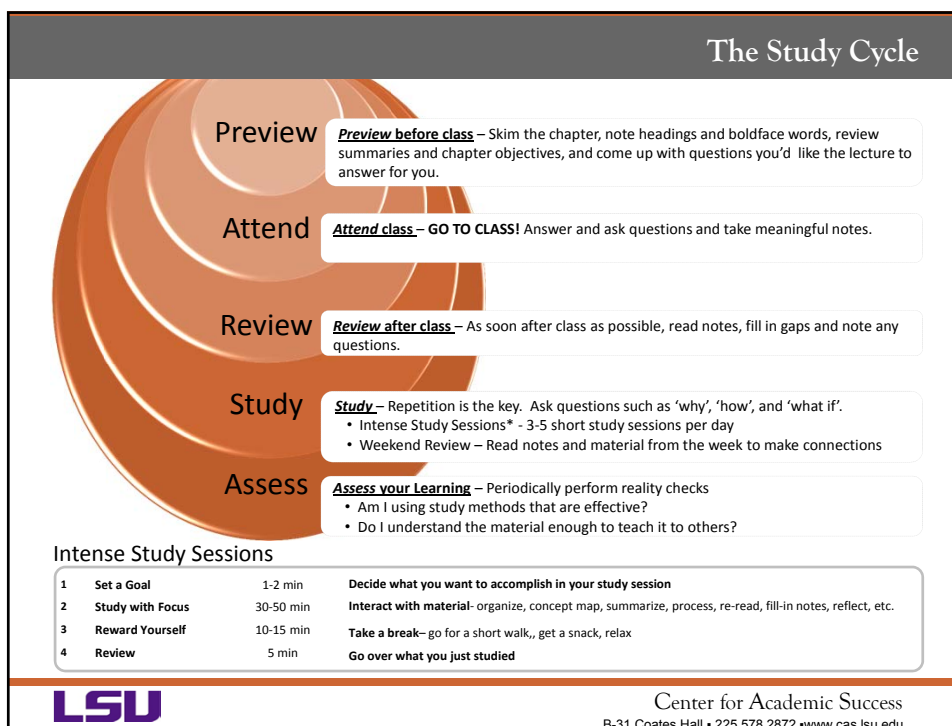 The Study Cycle
Preview
Preview before class – Skim the chapter, note headings and boldface words, review
summaries and chapter objectives, and come up with questions you'd like the lecture to
answer for you.
Attend
Attend class – GO TO CLASS! Answer and ask questions and take meaningful notes.
Review
Review after class – As soon after class as possible, read notes, fill in gaps and note any
questions.
Study
Study – Repetition is the key. Ask questions such as 'why', 'how', and 'what if'.
• Intense Study Sessions* - 3-5 short study sessions per day
• Weekend Review – Read notes and material from the week to make connections
Assess
Assess your Learning – Periodically perform reality checks
• Am I using study methods that are effective?
• Do I understand the material enough to teach it to others?
Intense Study Sessions
1 Set a Goal 1-2 min Decide what you want to accomplish in your study session
2 Study with Focus 30-50 min Interact with material- organize, concept map, summarize, process, re-read, fill-in notes, reflect, etc.
3 Reward Yourself 10-15 min Take a break– go for a short walk,, get a snack, relax
4 Review 5 min Go over what you just studied
LSU
Center for Academic Success
B-31 Coates Hall ▪ 225.578.2872 ▪www.cas.lsu.edu